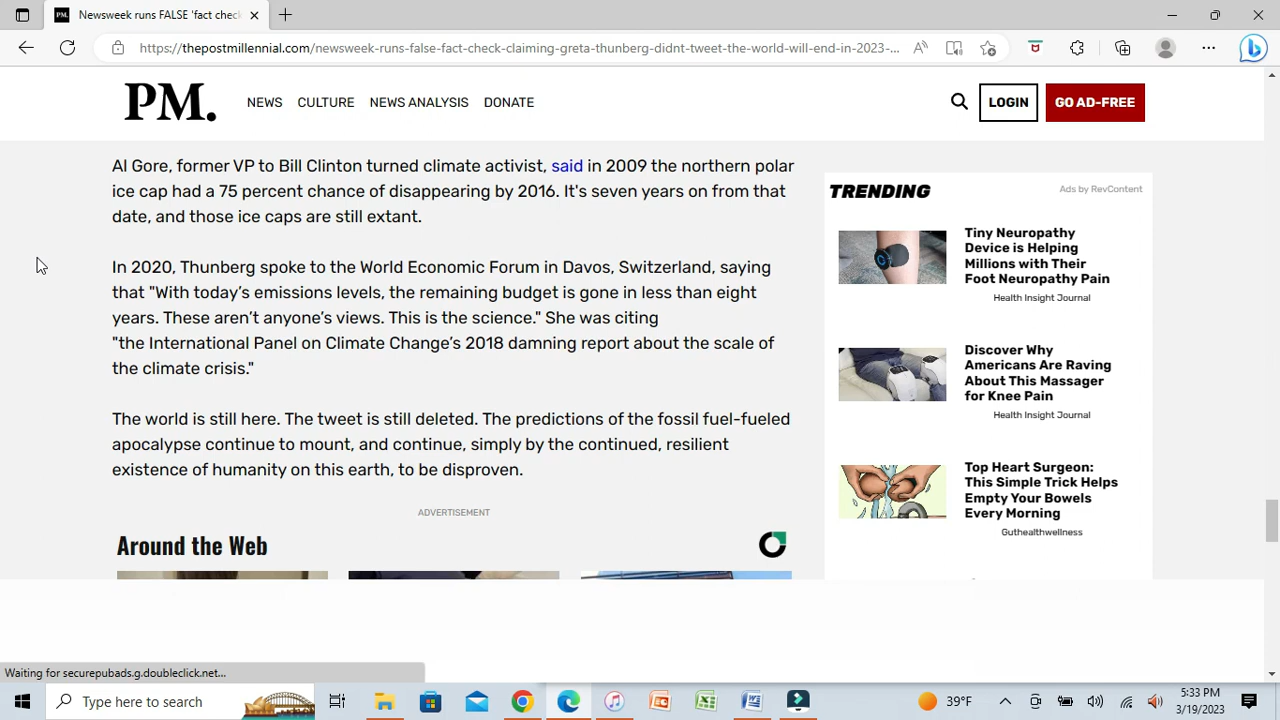 Newsweek runs FALSE fact check
https://thepostmillennial.com/newsweek-runs-false-fact-check-claiming-greta-thunberg-didnt-tweet-the-world-will-end-in-2023-...
PM.
NEWS
CULTURE
NEWS ANALYSIS
DONATE
LOGIN
GO AD-FREE
Al Gore, former VP to Bill Clinton turned climate activist, said in 2009 the northern polar
ice cap had a 75 percent chance of disappearing by 2016. It's seven years on from that
date, and those ice caps are still extant.
In 2020, Thunberg spoke to the World Economic Forum in Davos, Switzerland, saying
that "With today’s emissions levels, the remaining budget is gone in less than eight
years. These aren’t anyone’s views. This is the science." She was citing
"the International Panel on Climate Change’s 2018 damning report about the scale of
the climate crisis."
The world is still here. The tweet is still deleted. The predictions of the fossil fuel-fueled
apocalypse continue to mount, and continue, simply by the continued, resilient
existence of humanity on this earth, to be disproven.
ADVERTISEMENT
Around the Web
TRENDING
Ads by RevContent
Tiny Neuropathy
Device is Helping
Millions with Their
Foot Neuropathy Pain
Health Insight Journal
Discover Why
Americans Are Raving
About This Massager
for Knee Pain
Health Insight Journal
Top Heart Surgeon:
This Simple Trick Helps
Empty Your Bowels
Every Morning
Guthealthwellness
Waiting for securepubads.g.doubleclick.net...
Type here to search
39°F
5:33 PM
3/19/2023